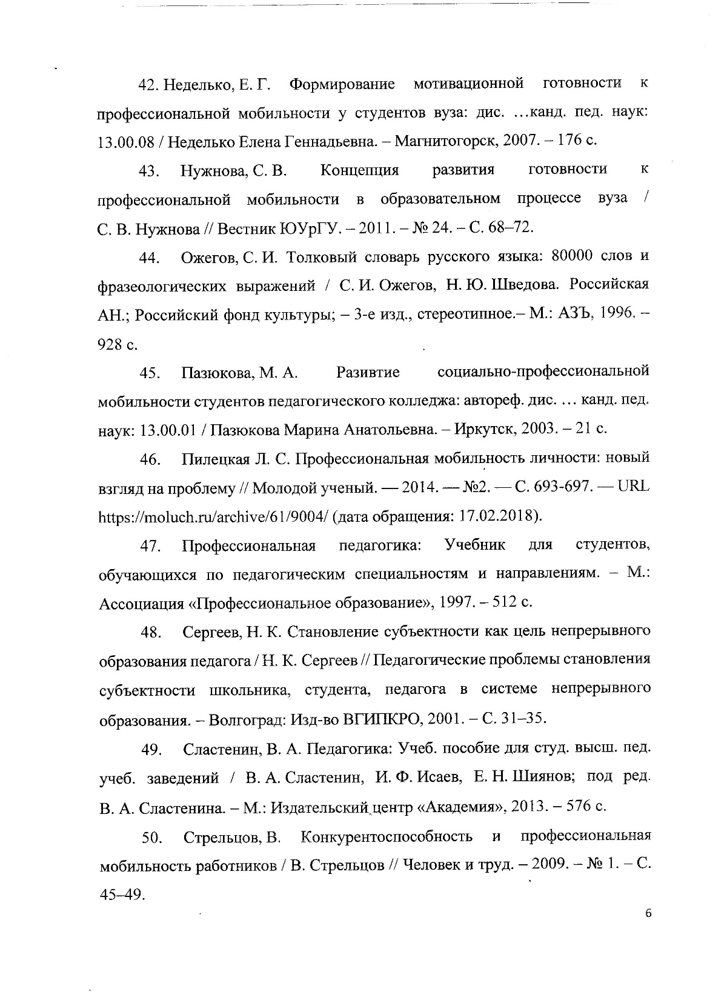 42. Неделько, Е. Г. Формирование мотивационной готовности к
профессиональной мобильности у студентов вуза: дис. …канд. пед. наук:
13.00.08 / Неделько Елена Геннадьевна. – Магнитогорск, 2007. – 176 с.
43. Нужнова, С. В. Концепция развития готовности к
профессиональной мобильности в образовательном процессе вуза /
С. В. Нужнова // Вестник ЮУрГУ. – 2011. – № 24. – С. 68–72.
44. Ожегов, С. И. Толковый словарь русского языка: 80000 слов и
фразеологических выражений / С. И. Ожегов, Н. Ю. Шведова. Российская
АН.; Российский фонд культуры; – 3-е изд., стереотипное.– М.: АЗЪ, 1996. –
928 с.
45. Пазюкова, М. А. Разивтие социально-профессиональной
мобильности студентов педагогического колледжа: автореф. дис. … канд. пед.
наук: 13.00.01 / Пазюкова Марина Анатольевна. – Иркутск, 2003. – 21 с.
46. Пилецкая Л. С. Профессиональная мобильность личности: новый
взгляд на проблему // Молодой ученый. — 2014. — №2. — С. 693-697. — URL
https://moluch.ru/archive/61/9004/ (дата обращения: 17.02.2018).
47. Профессиональная педагогика: Учебник для студентов,
обучающихся по педагогическим специальностям и направлениям. – М.:
Ассоциация «Профессиональное образование», 1997. – 512 с.
48. Сергеев, Н. К. Становление субъектности как цель непрерывного
образования педагога / Н. К. Сергеев // Педагогические проблемы становления
субъектности школьника, студента, педагога в системе непрерывного
образования. – Волгоград: Изд-во ВГИПКРО, 2001. – С. 31–35.
49. Сластенин, В. А. Педагогика: Учеб. пособие для студ. высш. пед.
учеб. заведений / В. А. Сластенин, И. Ф. Исаев, Е. Н. Шиянов; под ред.
В. А. Сластенина. – М.: Издательский центр «Академия», 2013. – 576 с.
50. Стрельцов, В. Конкурентоспособность и профессиональная
мобильность работников / В. Стрельцов // Человек и труд. – 2009. – № 1. – С.
45–49.
6